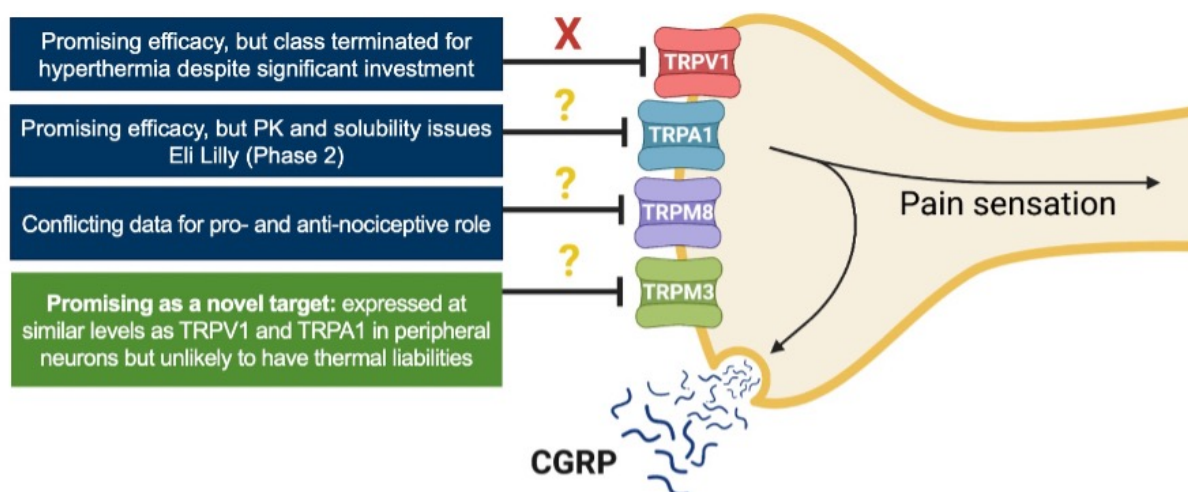 Promising efficacy, but class terminated for
hyperthermia despite significant investment
X
TRPV1
?
Promising efficacy, but PK and solubility issues
Eli Lilly (Phase 2)
TRPA1
?
Conflicting data for pro- and anti-nociceptive role
TRPM8
Pain sensation
?
Promising as a novel target: expressed at
similar levels as TRPV1 and TRPA1 in peripheral
neurons but unlikely to have thermal liabilities
TRPM3
CGRP